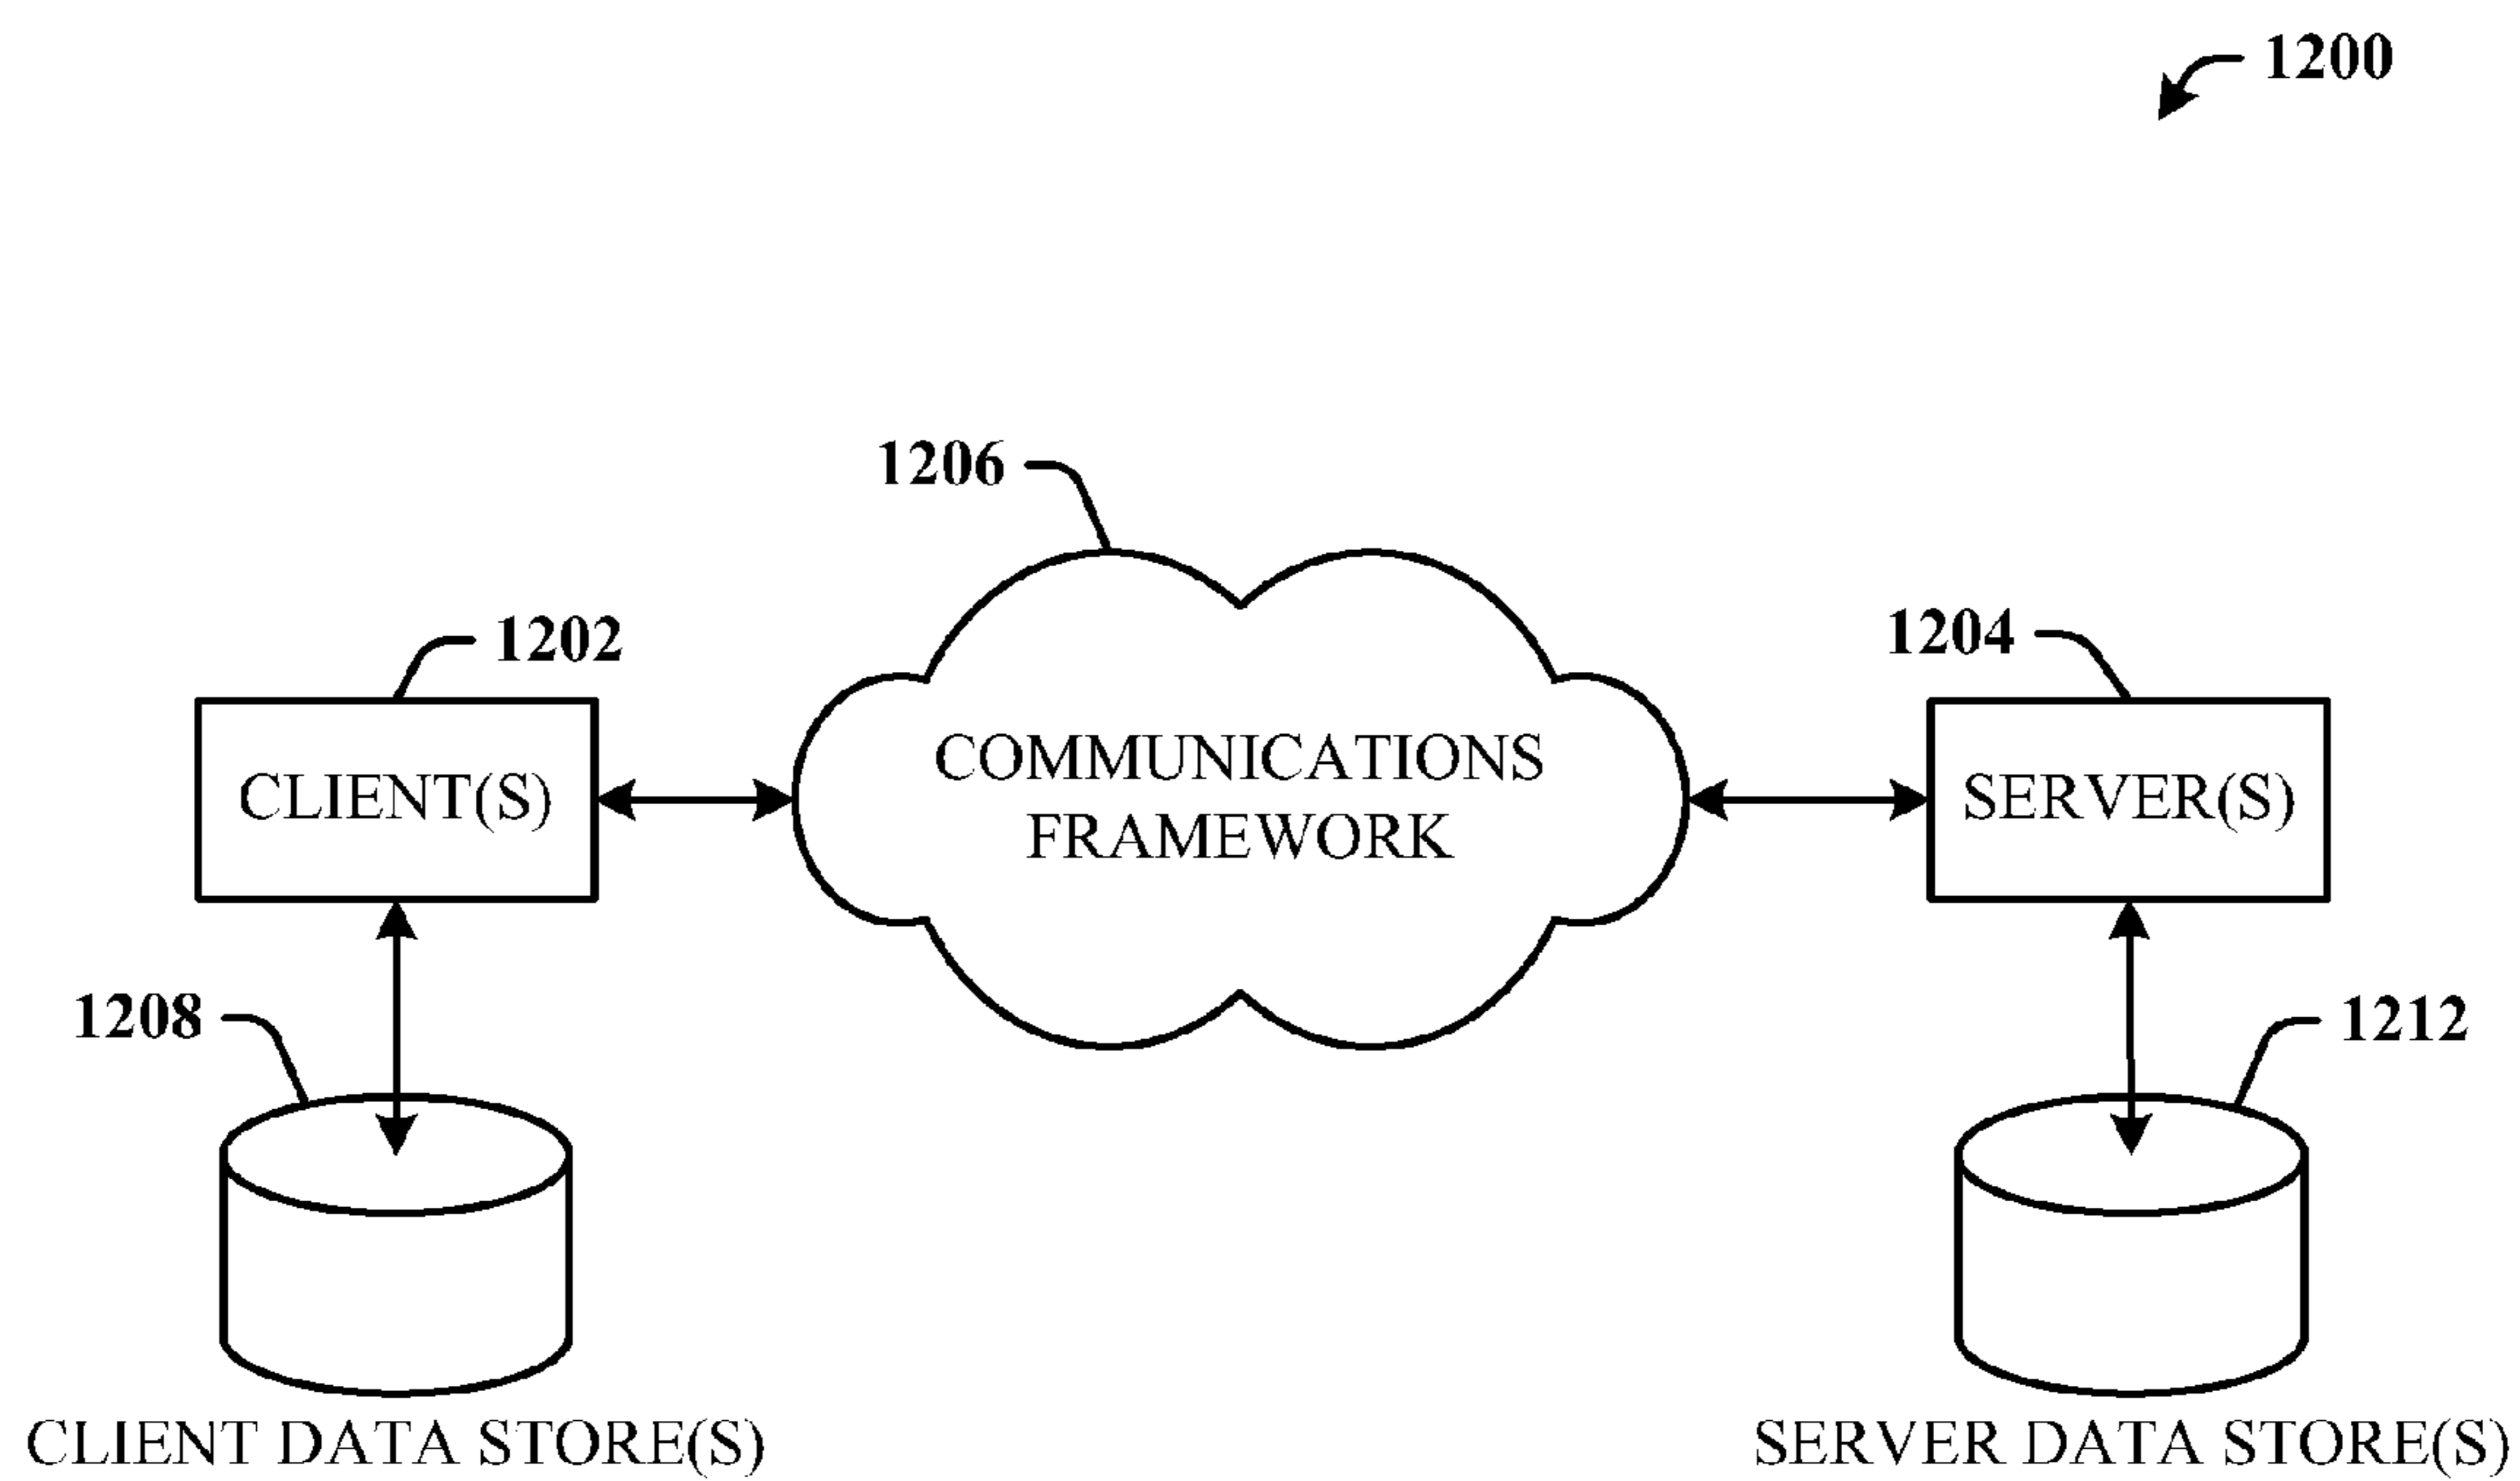 1200
1206
1202
1204
CLIENT(S)
COMMUNICATIONS
FRAMEWORK
SERVER(S)
1208
1212
CLIENT DATA STORE(S)
SERVER DATA STORE(S)